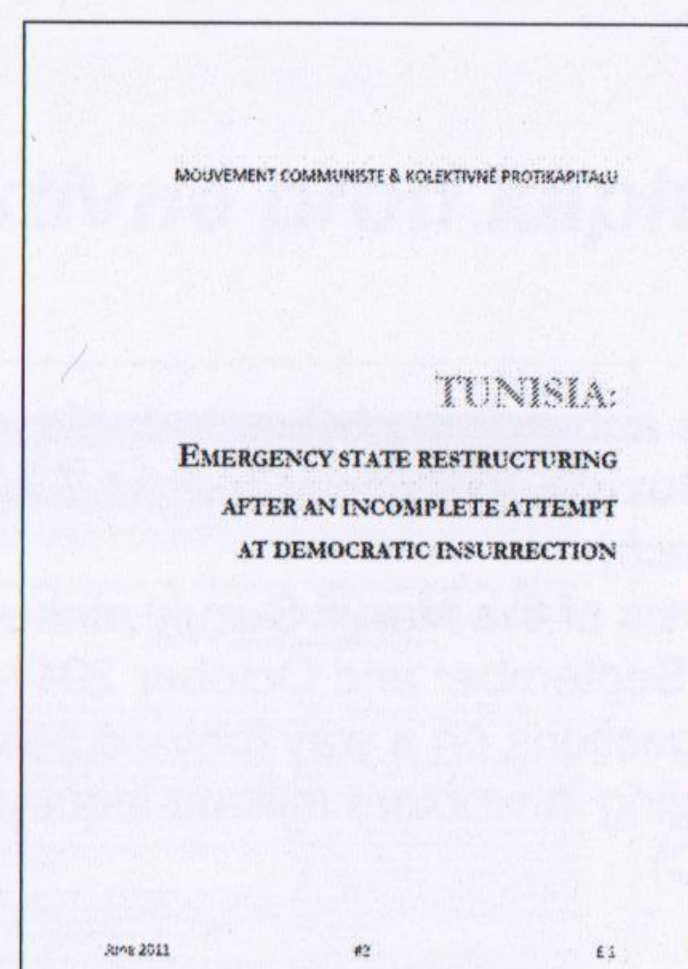 MOUVEMENT COMMUNISTE & KOLEKTIVNĚ PROTIKAPITALU
TUNISIA:
EMERGENCY STATE RESTRUCTURING
AFTER AN INCOMPLETE ATTEMPT
AT DEMOCRATIC INSURRECTION
June 2011 #2 £